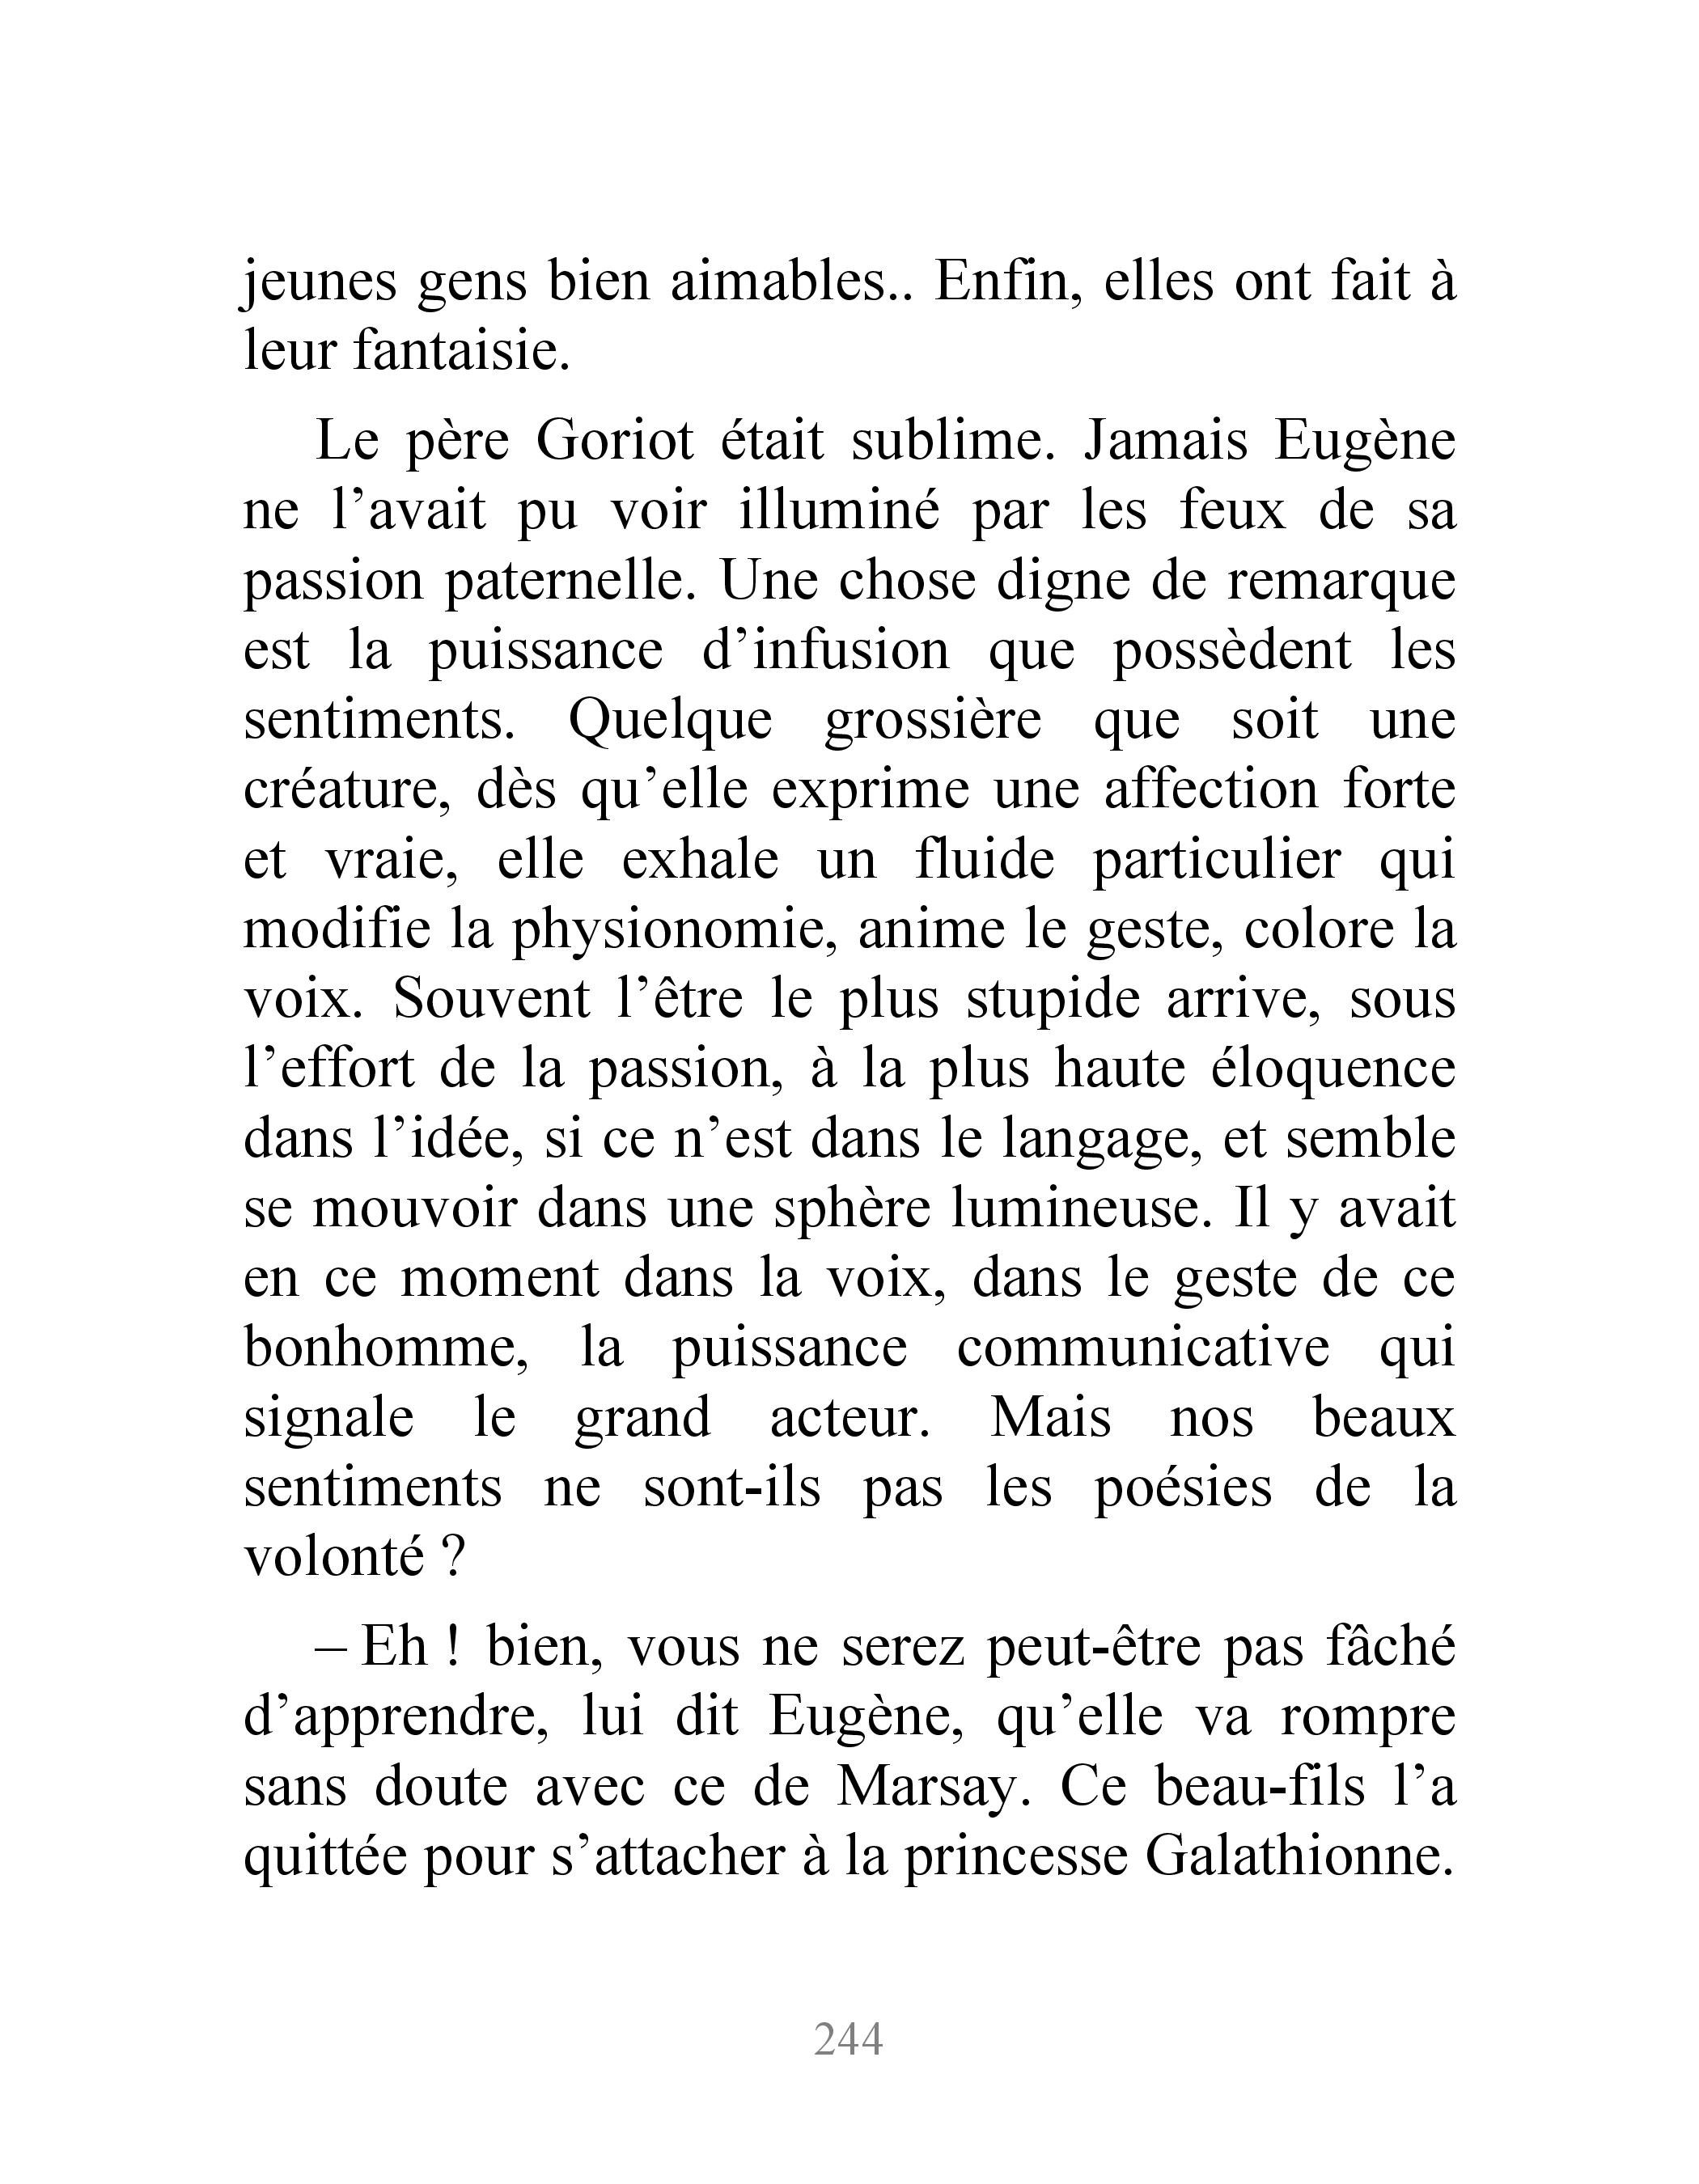 jeunes gens bien aimables.. Enfin, elles ont fait à
leur fantaisie.
Le père Goriot était sublime. Jamais Eugène
ne l’avait pu voir illuminé par les feux de sa
passion paternelle. Une chose digne de remarque
est la puissance d’infusion que possèdent les
sentiments. Quelque grossière que soit une
créature, dès qu’elle exprime une affection forte
et vraie, elle exhale un fluide particulier qui
modifie la physionomie, anime le geste, colore la
voix. Souvent l’être le plus stupide arrive, sous
l’effort de la passion, à la plus haute éloquence
dans l’idée, si ce n’est dans le langage, et semble
se mouvoir dans une sphère lumineuse. Il y avait
en ce moment dans la voix, dans le geste de ce
bonhomme, la puissance communicative qui
signale le grand acteur. Mais nos beaux
sentiments ne sont-ils pas les poésies de la
volonté ?
– Eh ! bien, vous ne serez peut-être pas fâché
d’apprendre, lui dit Eugène, qu’elle va rompre
sans doute avec ce de Marsay. Ce beau-fils l’a
quittée pour s’attacher à la princesse Galathionne.
244